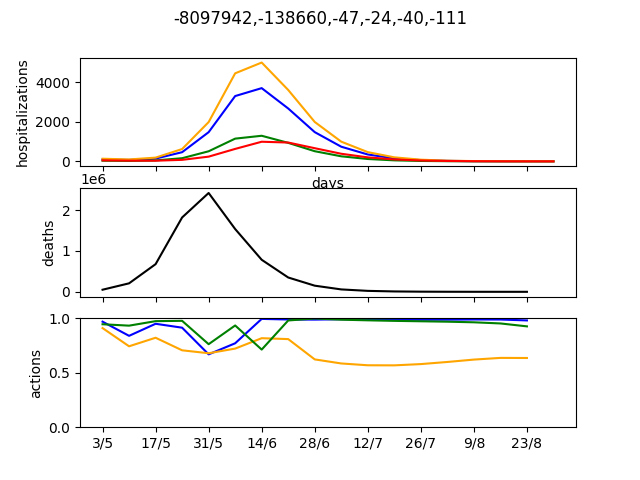 -8097942,-138660,-47,-24,-40,-111
hospitalizations
4000
2000
0
days
1e6
deaths
2
1
0
actions
1.0
0.5
0.0
3/5 17/5 31/5 14/6 28/6 12/7 26/7 9/8 23/8